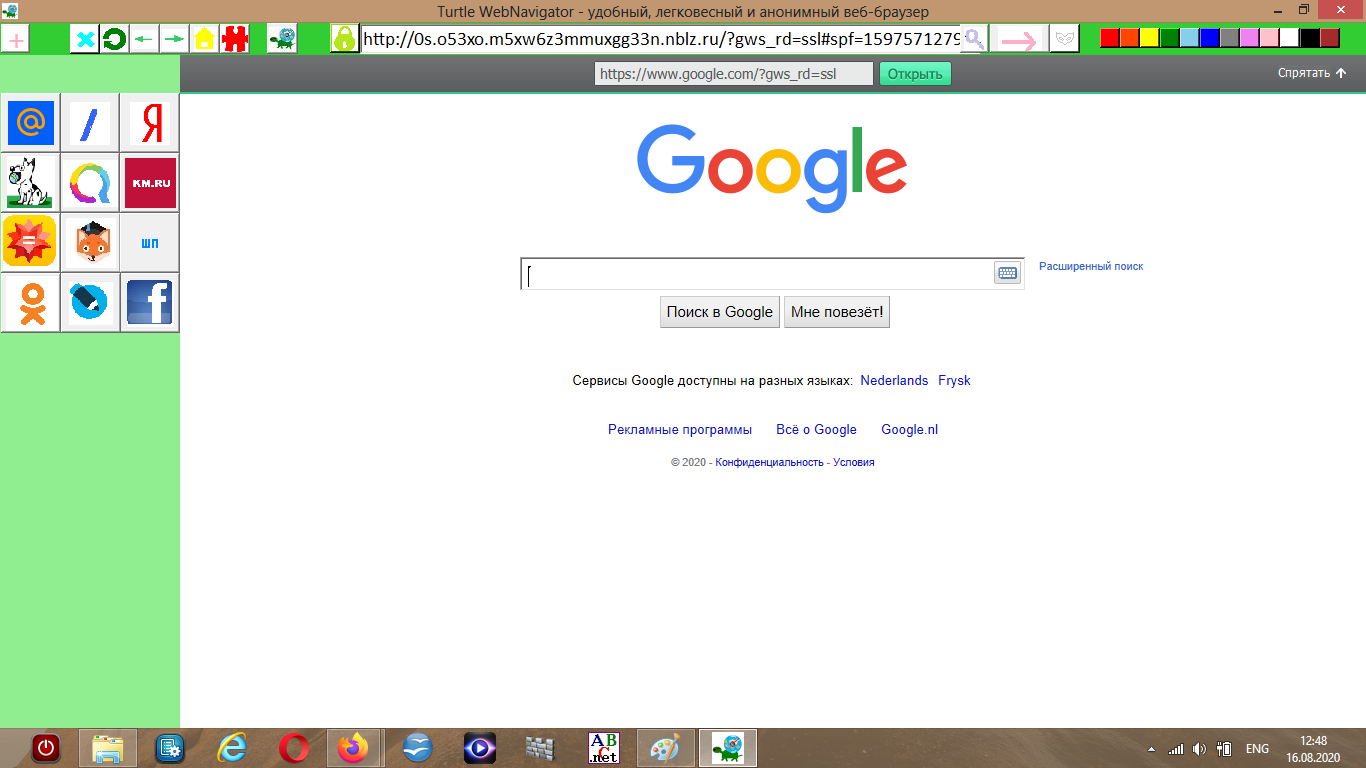 Turtle WebNavigator - удобный, легковесный и анонимный веб-браузер
http://0s.o53xo.m5xw6z3mmuxgg33n.nblz.ru/?gws_rd=ssl#spf=1597571279
https://www.google.com/?gws_rd=ssl
Открыть
Спрятать
@
/
Я
KM.RU
шп
f
Google
Расширенный поиск
Поиск в Google
Мне повезёт!
Сервисы Google доступны на разных языках: Nederlands Frysk
Рекламные программы Всё о Google Google.nl
© 2020 - Конфиденциальность - Условия
ABC
.net
ENG
12:48
16.08.2020